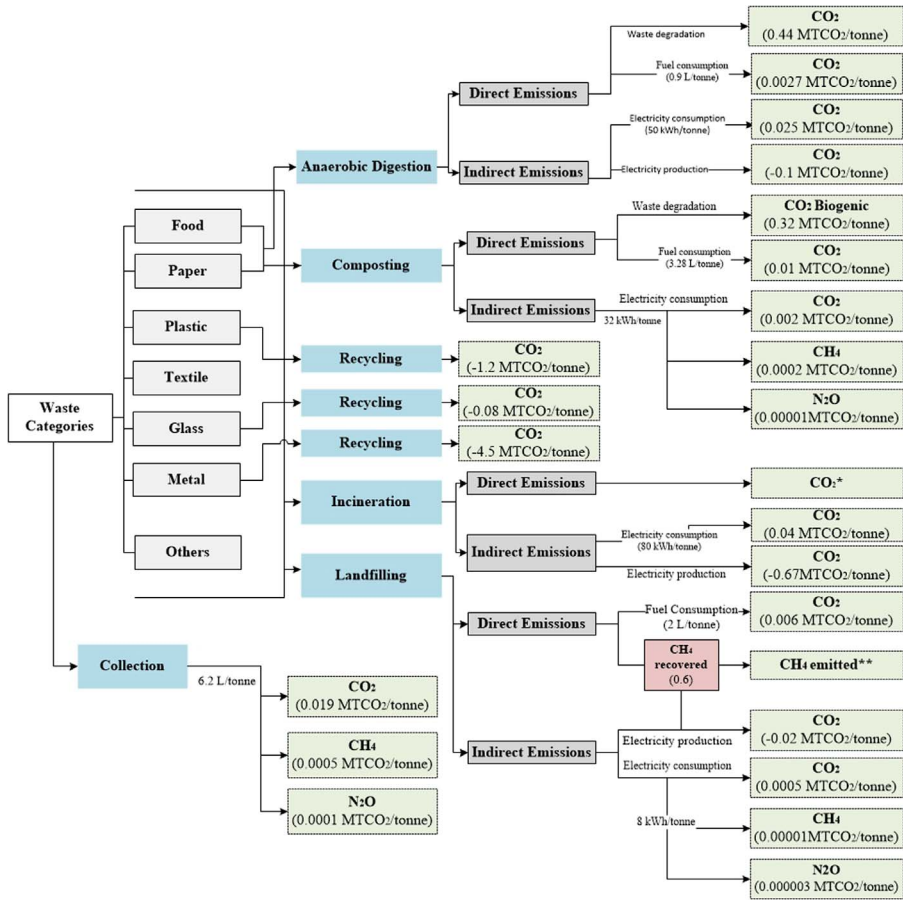 Waste
Categories
Food
Paper
Plastic
Textile
Glass
Metal
Others
Collection
6.2 L/tonne
CO₂
(0.019 MTCO₂/tonne)
CH₄
(0.0005 MTCO₂/tonne)
N₂O
(0.0001 MTCO₂/tonne)
Anaerobic Digestion
Direct Emissions
Waste degradation
CO₂
(0.44 MTCO₂/tonne)
Fuel consumption
(0.9 L/tonne)
CO₂
(0.0027 MTCO₂/tonne)
Indirect Emissions
Electricity consumption
(50 kWh/tonne)
CO₂
(0.025 MTCO₂/tonne)
Electricity production
CO₂
(-0.1 MTCO₂/tonne)
Composting
Direct Emissions
Waste degradation
CO₂ Biogenic
(0.32 MTCO₂/tonne)
Fuel consumption
(3.28 L/tonne)
CO₂
(0.01 MTCO₂/tonne)
Indirect Emissions
Electricity consumption
32 kWh/tonne
CO₂
(0.002 MTCO₂/tonne)
CH₄
(0.0002 MTCO₂/tonne)
N₂O
(0.00001MTCO₂/tonne)
Recycling
CO₂
(-1.2 MTCO₂/tonne)
Recycling
CO₂
(-0.08 MTCO₂/tonne)
Recycling
CO₂
(-4.5 MTCO₂/tonne)
Incineration
Direct Emissions
CO₂*
Indirect Emissions
Electricity consumption
(80 kWh/tonne)
CO₂
(0.04 MTCO₂/tonne)
Electricity production
CO₂
(-0.67MTCO₂/tonne)
Landfilling
Direct Emissions
Fuel Consumption
(2 L/tonne)
CO₂
(0.006 MTCO₂/tonne)
CH₄
recovered
(0.6)
CH₄ emitted**
Indirect Emissions
Electricity production
CO₂
(-0.02 MTCO₂/tonne)
Electricity consumption
CO₂
(0.0005 MTCO₂/tonne)
8 kWh/tonne
CH₄
(0.00001MTCO₂/tonne)
N2O
(0.000003 MTCO₂/tonne)